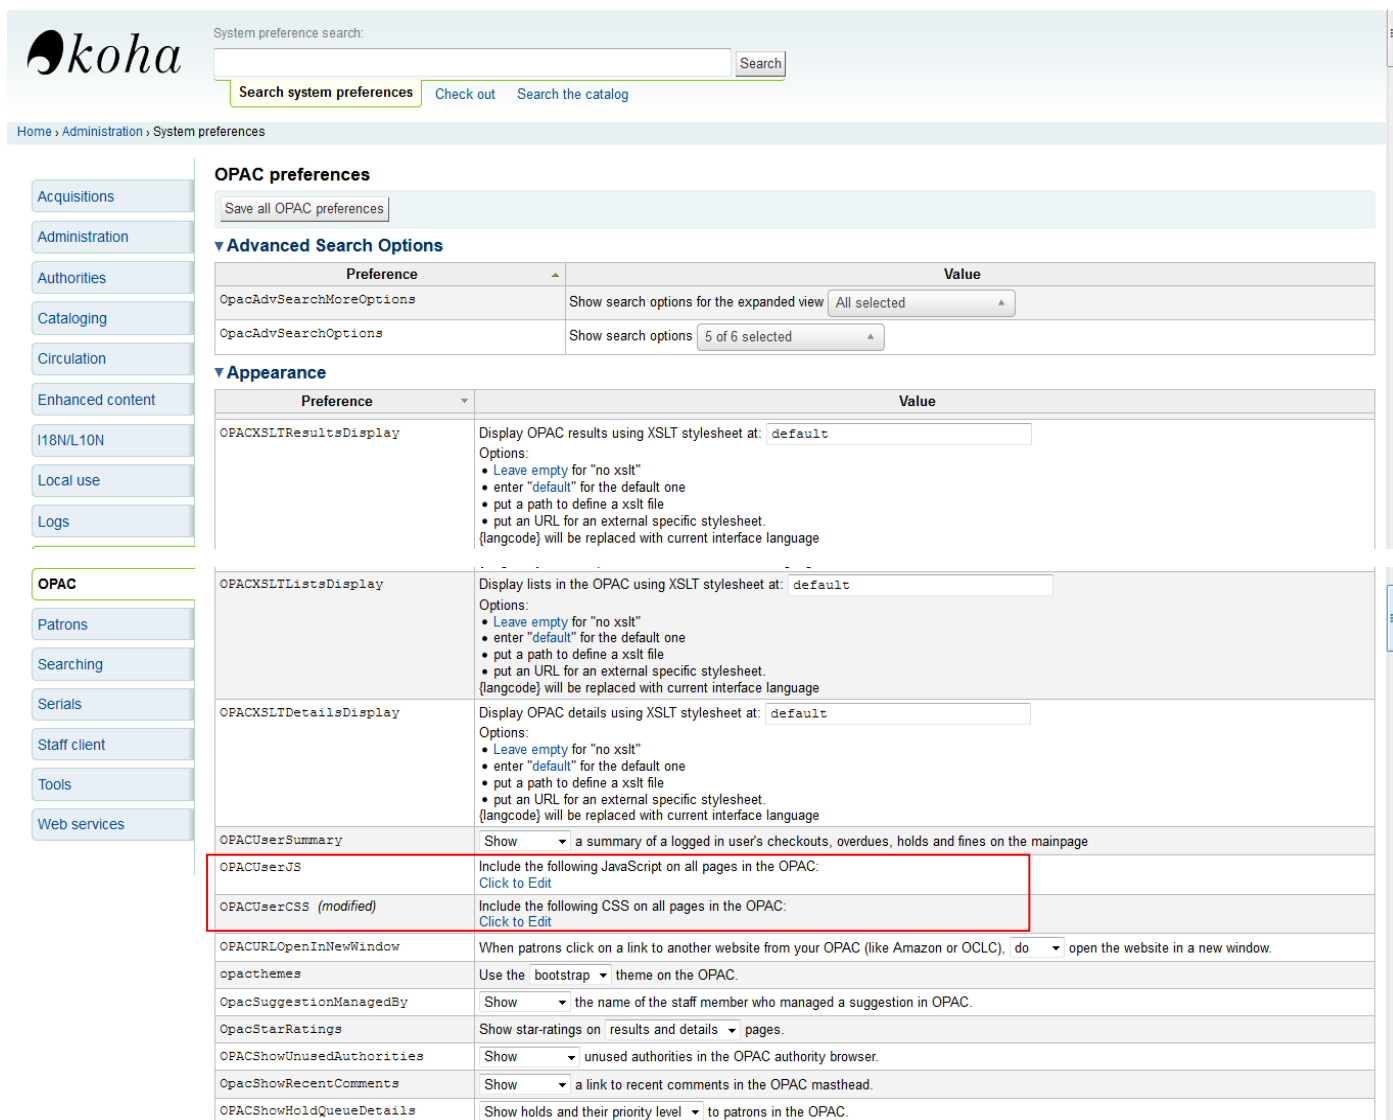 koha
System preference search:
Search
Search system preferences
Check out
Search the catalog
Home › Administration › System preferences
Acquisitions
Administration
Authorities
Cataloging
Circulation
Enhanced content
I18N/L10N
Local use
Logs
OPAC
Patrons
Searching
Serials
Staff client
Tools
Web services
OPAC preferences
Save all OPAC preferences
▾ Advanced Search Options
Preference Value
OpacAdvSearchMoreOptions Show search options for the expanded view All selected
OpacAdvSearchOptions Show search options 5 of 6 selected
▾ Appearance
Preference Value
OPACXSLTResultsDisplay Display OPAC results using XSLT stylesheet at: default
Options:
• Leave empty for "no xslt"
• enter "default" for the default one
• put a path to define a xslt file
• put an URL for an external specific stylesheet.
{langcode} will be replaced with current interface language
OPACXSLTListsDisplay Display lists in the OPAC using XSLT stylesheet at: default
Options:
• Leave empty for "no xslt"
• enter "default" for the default one
• put a path to define a xslt file
• put an URL for an external specific stylesheet.
{langcode} will be replaced with current interface language
OPACXSLTDetailsDisplay Display OPAC details using XSLT stylesheet at: default
Options:
• Leave empty for "no xslt"
• enter "default" for the default one
• put a path to define a xslt file
• put an URL for an external specific stylesheet.
{langcode} will be replaced with current interface language
OPACUserSummary Show a summary of a logged in user's checkouts, overdues, holds and fines on the mainpage
OPACUserJS Include the following JavaScript on all pages in the OPAC:
Click to Edit
OPACUserCSS (modified) Include the following CSS on all pages in the OPAC:
Click to Edit
OPACURLOpenInNewWindow When patrons click on a link to another website from your OPAC (like Amazon or OCLC), do open the website in a new window.
opacthemes Use the bootstrap theme on the OPAC.
OpacSuggestionManagedBy Show the name of the staff member who managed a suggestion in OPAC.
OpacStarRatings Show star-ratings on results and details pages.
OPACShowUnusedAuthorities Show unused authorities in the OPAC authority browser.
OpacShowRecentComments Show a link to recent comments in the OPAC masthead.
OPACShowHoldQueueDetails Show holds and their priority level to patrons in the OPAC.